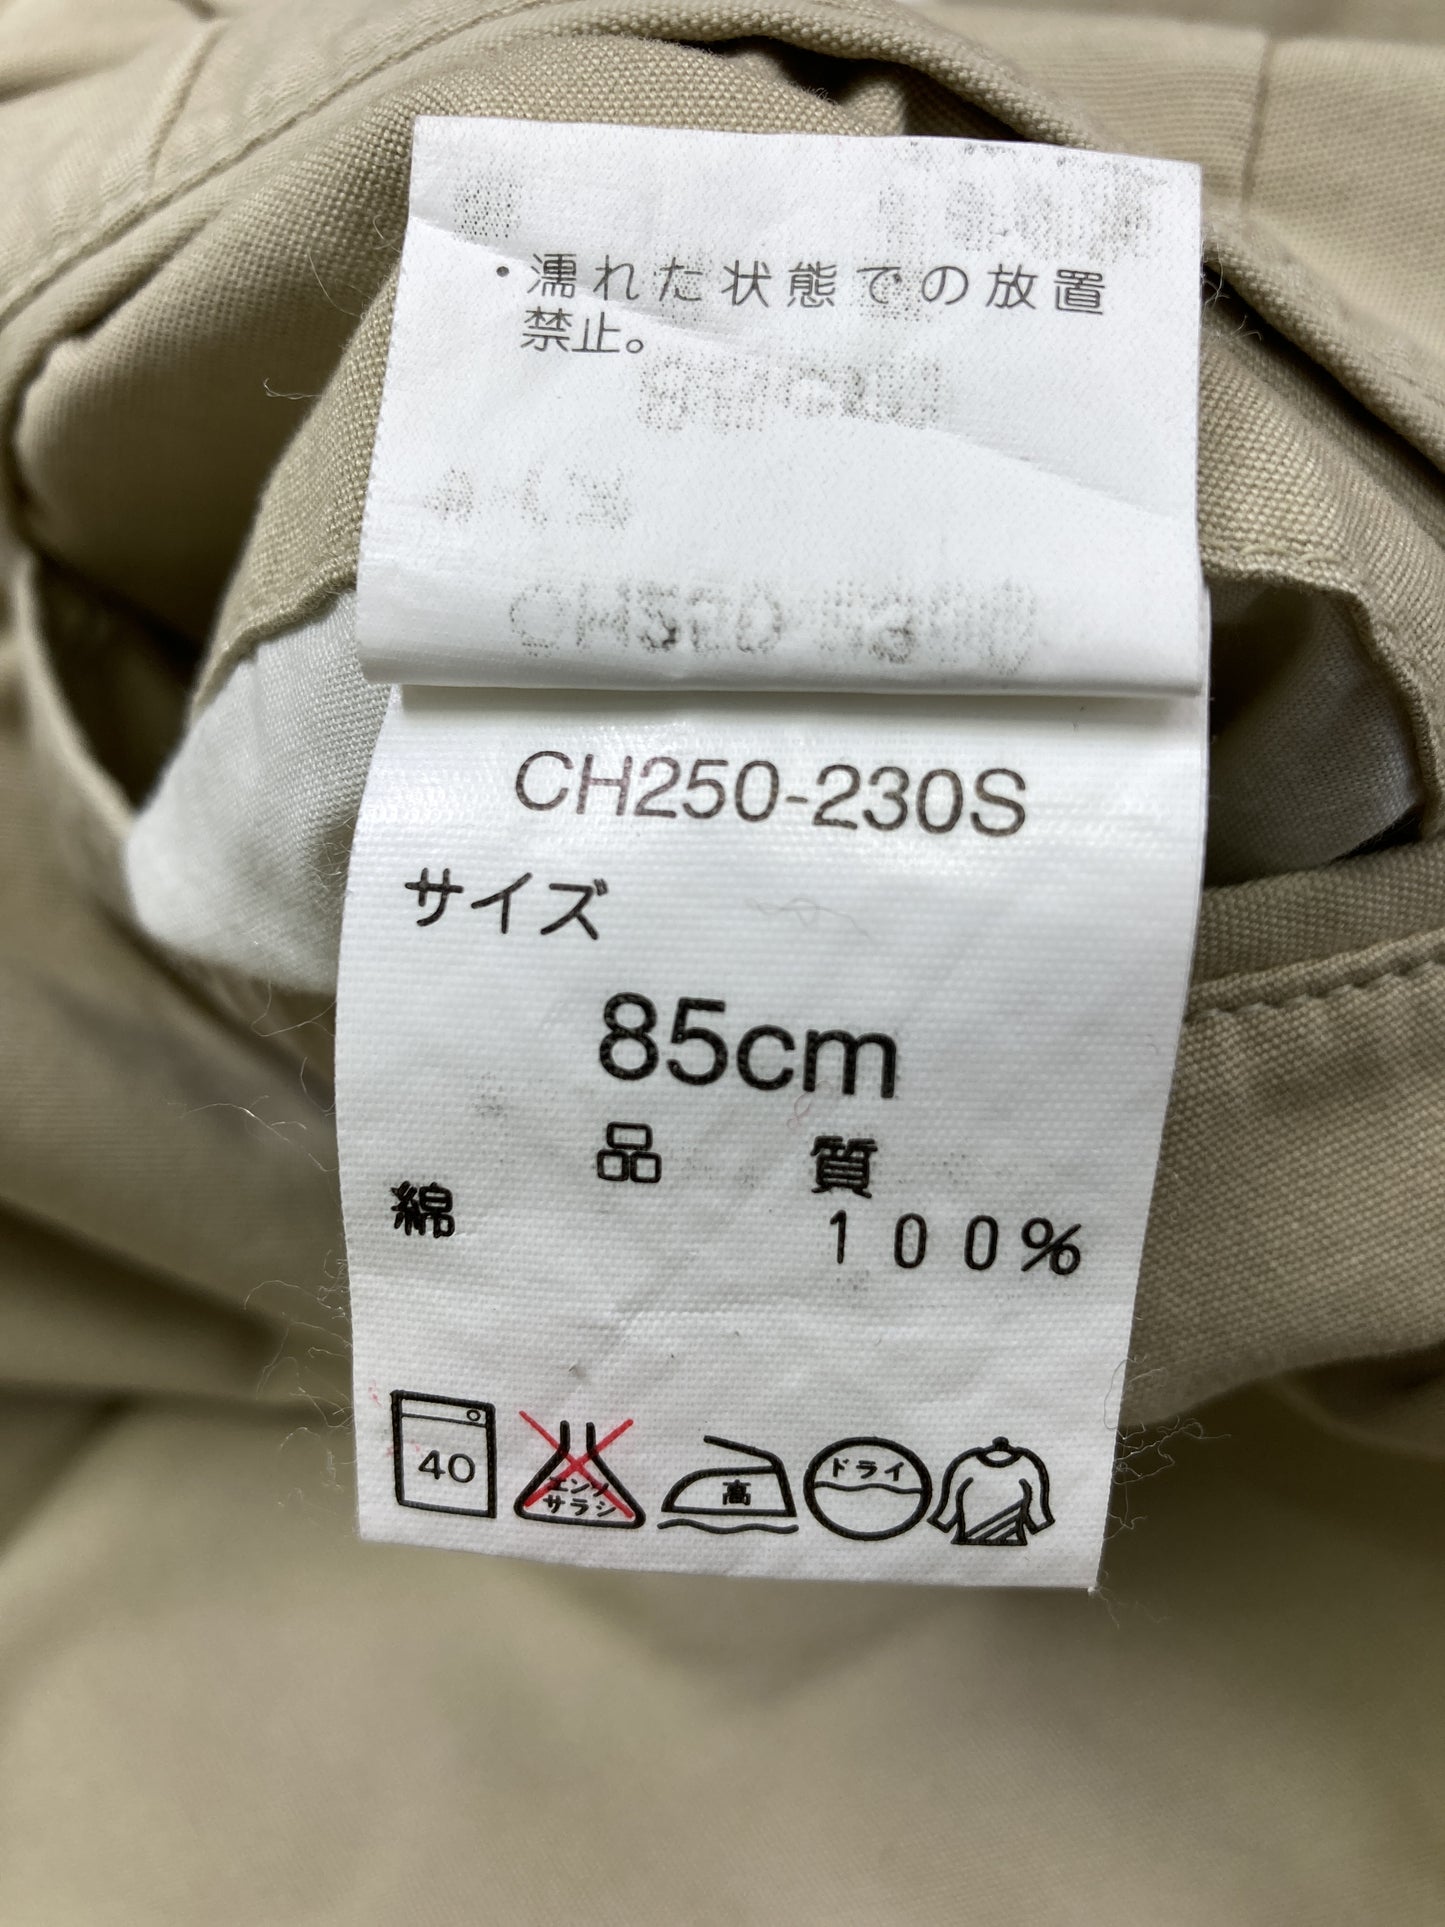 ・濡れた状態での放置
禁止。
CH250-230S
サイズ
85cm
品 質
綿 100%
40
エンソ
サラシ
高
ドライ